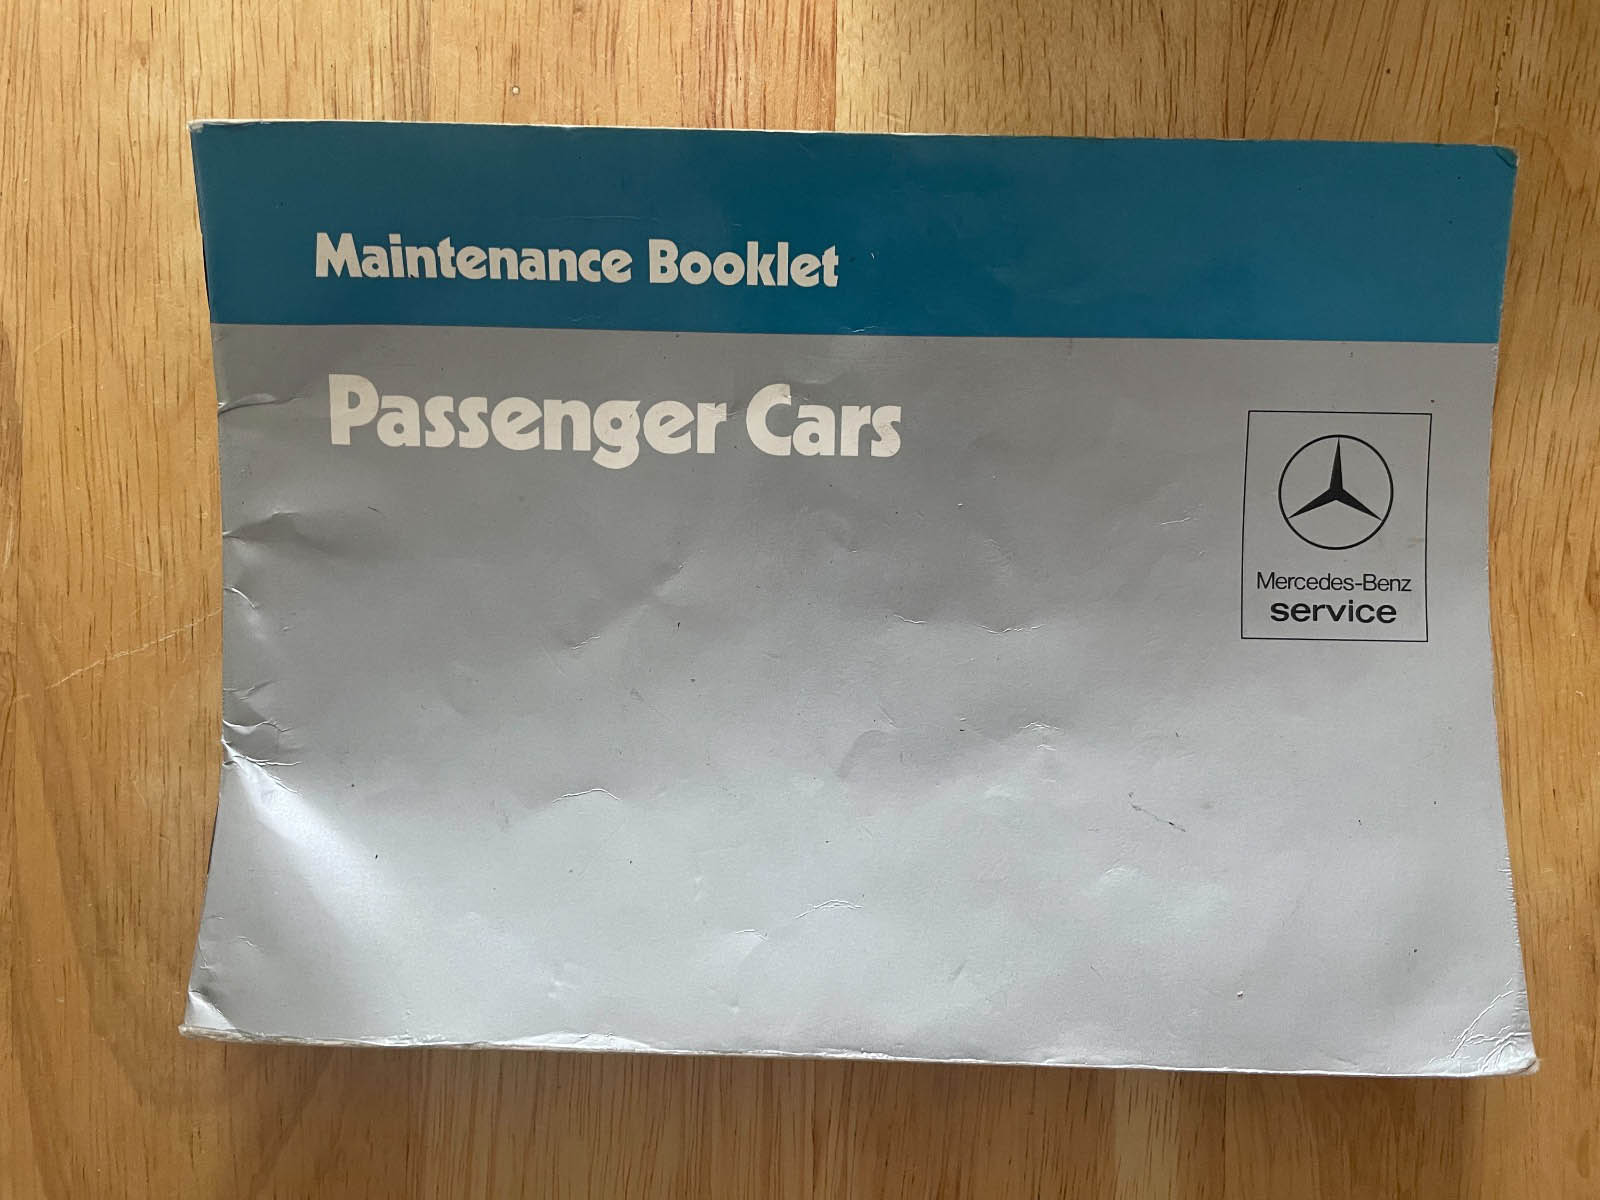 Maintenance Booklet
Passenger Cars
Mercedes-Benz
service